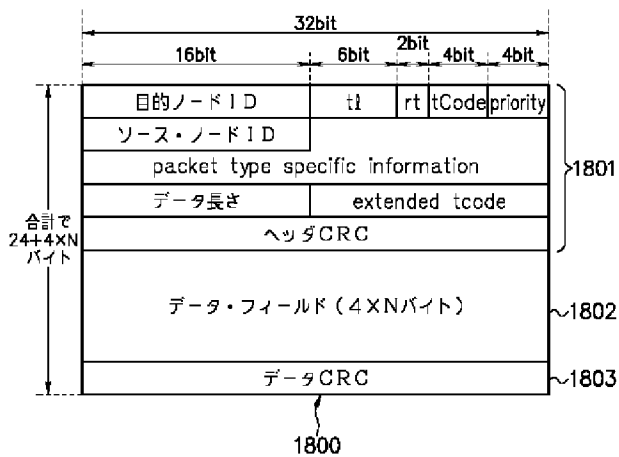 32bit
16bit 6bit 2bit 4bit 4bit
目的ノードID tl rt tCode priority
ソース・ノードID
packet type specific information
1801
データ長さ extended tcode
合計で
24+4×N
バイト
ヘッダCRC
データ・フィールド(4×Nバイト)
1802
データCRC
1803
1800